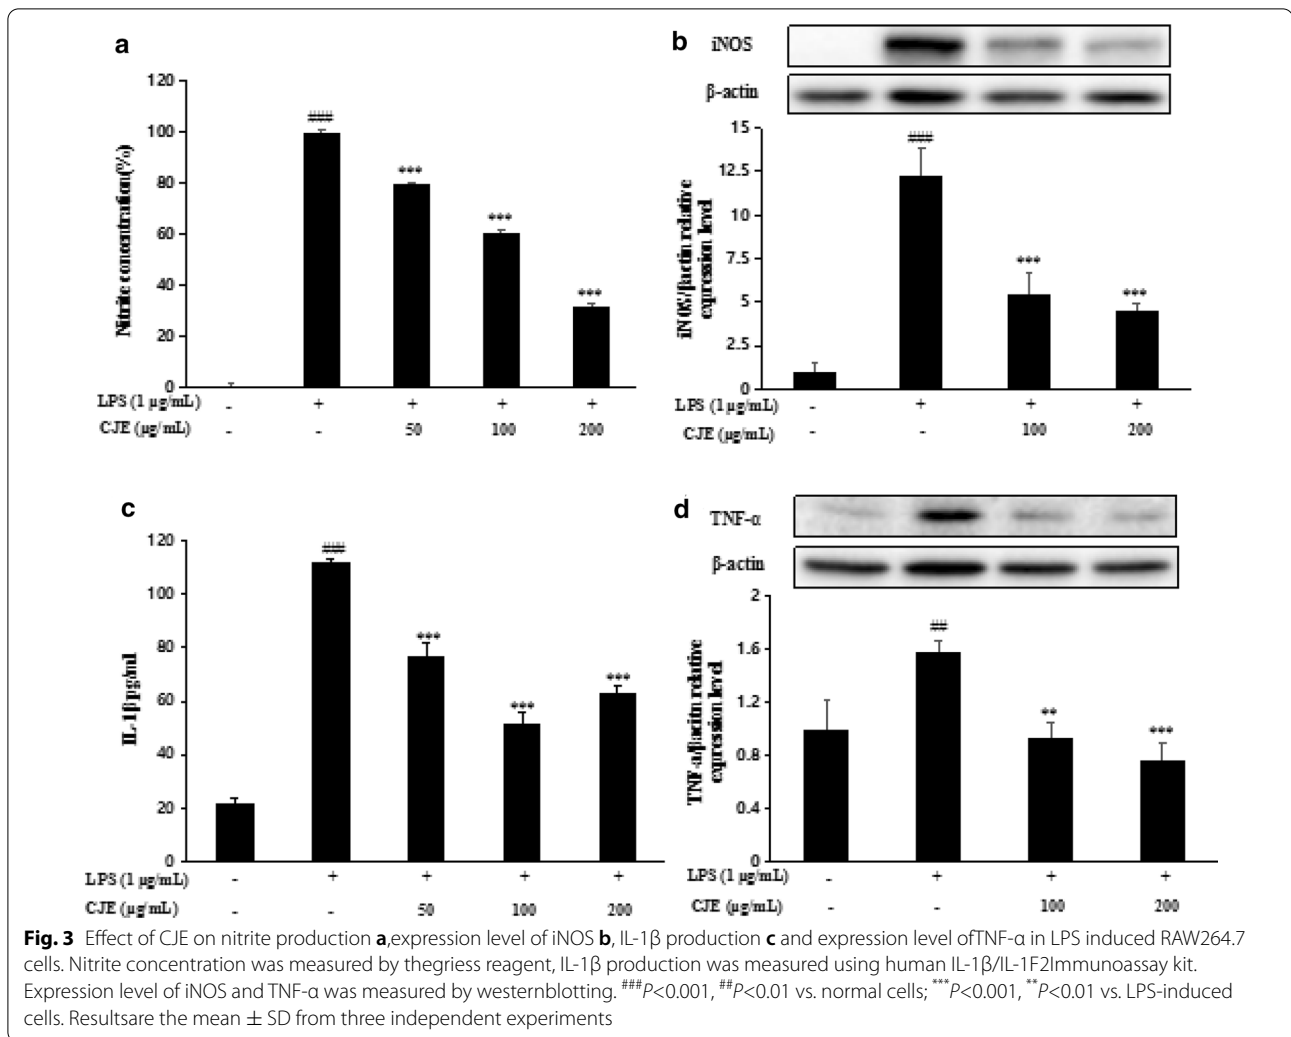 a
120
100
80
60
40
20
0
Nitrite concentration(%)
###
***
***
***
LPS (1 µg/mL) - + + + +
CJE (µg/mL) - - 50 100 200
b
iNOS
β-actin
15
12.5
10
7.5
5
2.5
0
iNOS/βactin relative
expression level
###
***
***
LPS (1 µg/mL) - + + +
CJE (µg/mL) - - 100 200
c
120
100
80
60
40
20
0
IL-1β pg/ml
###
***
***
***
LPS (1 µg/mL) - + + + +
CJE (µg/mL) - - 50 100 200
d
TNF-α
β-actin
2
1.6
1.2
0.8
0.4
0
TNF-a/βacitn relative
expression level
##
**
***
LPS (1 µg/mL) - + + +
CJE (µg/mL) - - 100 200
Fig. 3 Effect of CJE on nitrite production a,expression level of iNOS b, IL-1β production c and expression level ofTNF-α in LPS induced RAW264.7
cells. Nitrite concentration was measured by thegriess reagent, IL-1β production was measured using human IL-1β/IL-1F2Immunoassay kit.
Expression level of iNOS and TNF-α was measured by westernblotting. ###P<0.001, ##P<0.01 vs. normal cells; ***P<0.001, **P<0.01 vs. LPS-induced
cells. Resultsare the mean ± SD from three independent experiments